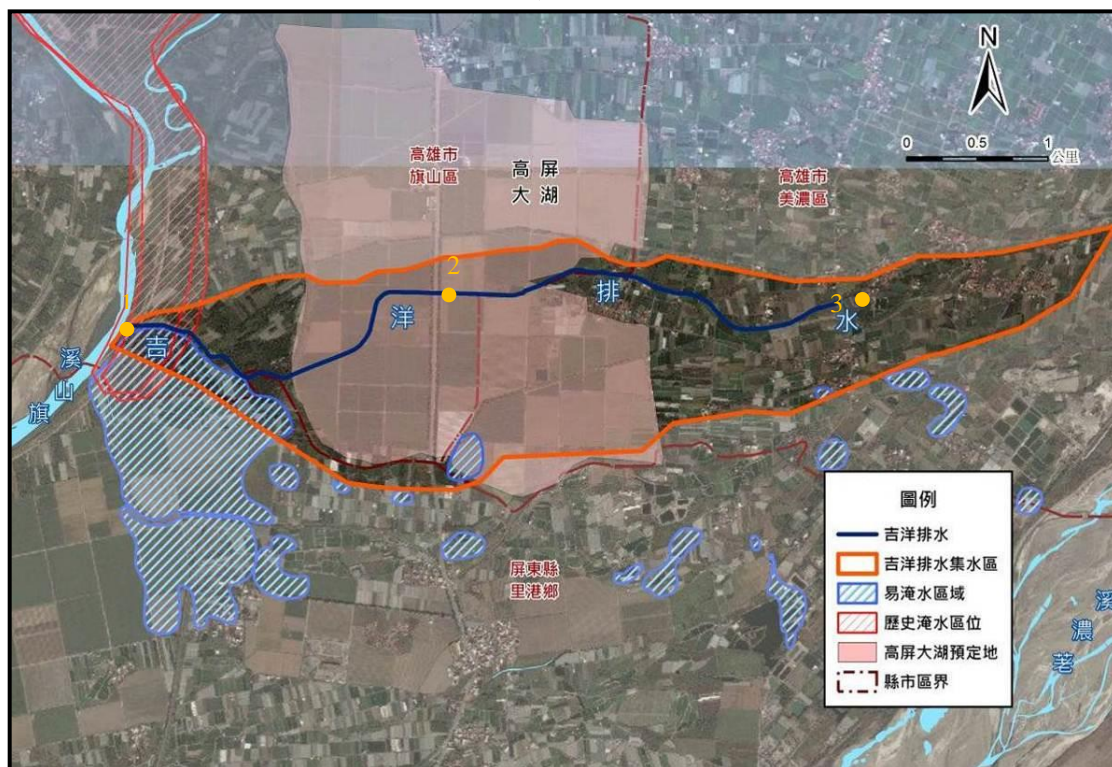 N
0
0.5
1
公里
高雄市
旗山區
高屏
大湖
高雄市
美濃區
1
2
3
吉
洋
排
水
旗
山
溪
屏東縣
里港鄉
荖
濃
溪
圖例
吉洋排水
吉洋排水集水區
易淹水區域
歷史淹水區位
高屏大湖預定地
縣市區界